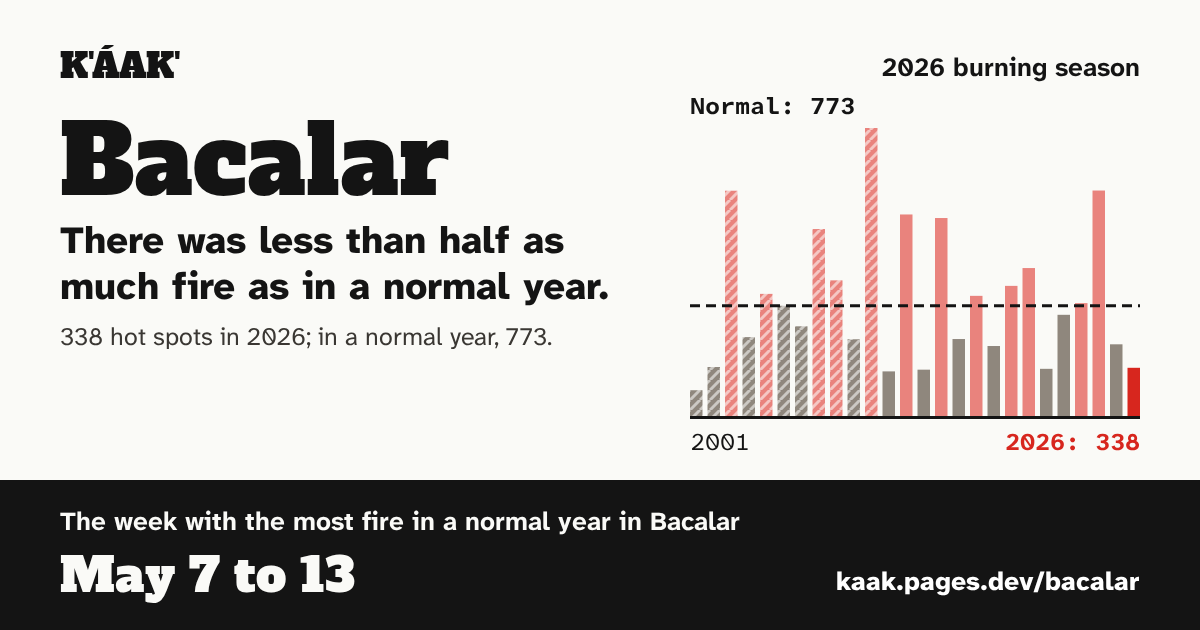 K'ÁAK'
2026 burning season
Bacalar
There was less than half as
much fire as in a normal year.
338 hot spots in 2026; in a normal year, 773.
Normal: 773
2001
2026: 338
The week with the most fire in a normal year in Bacalar
May 7 to 13
kaak.pages.dev/bacalar